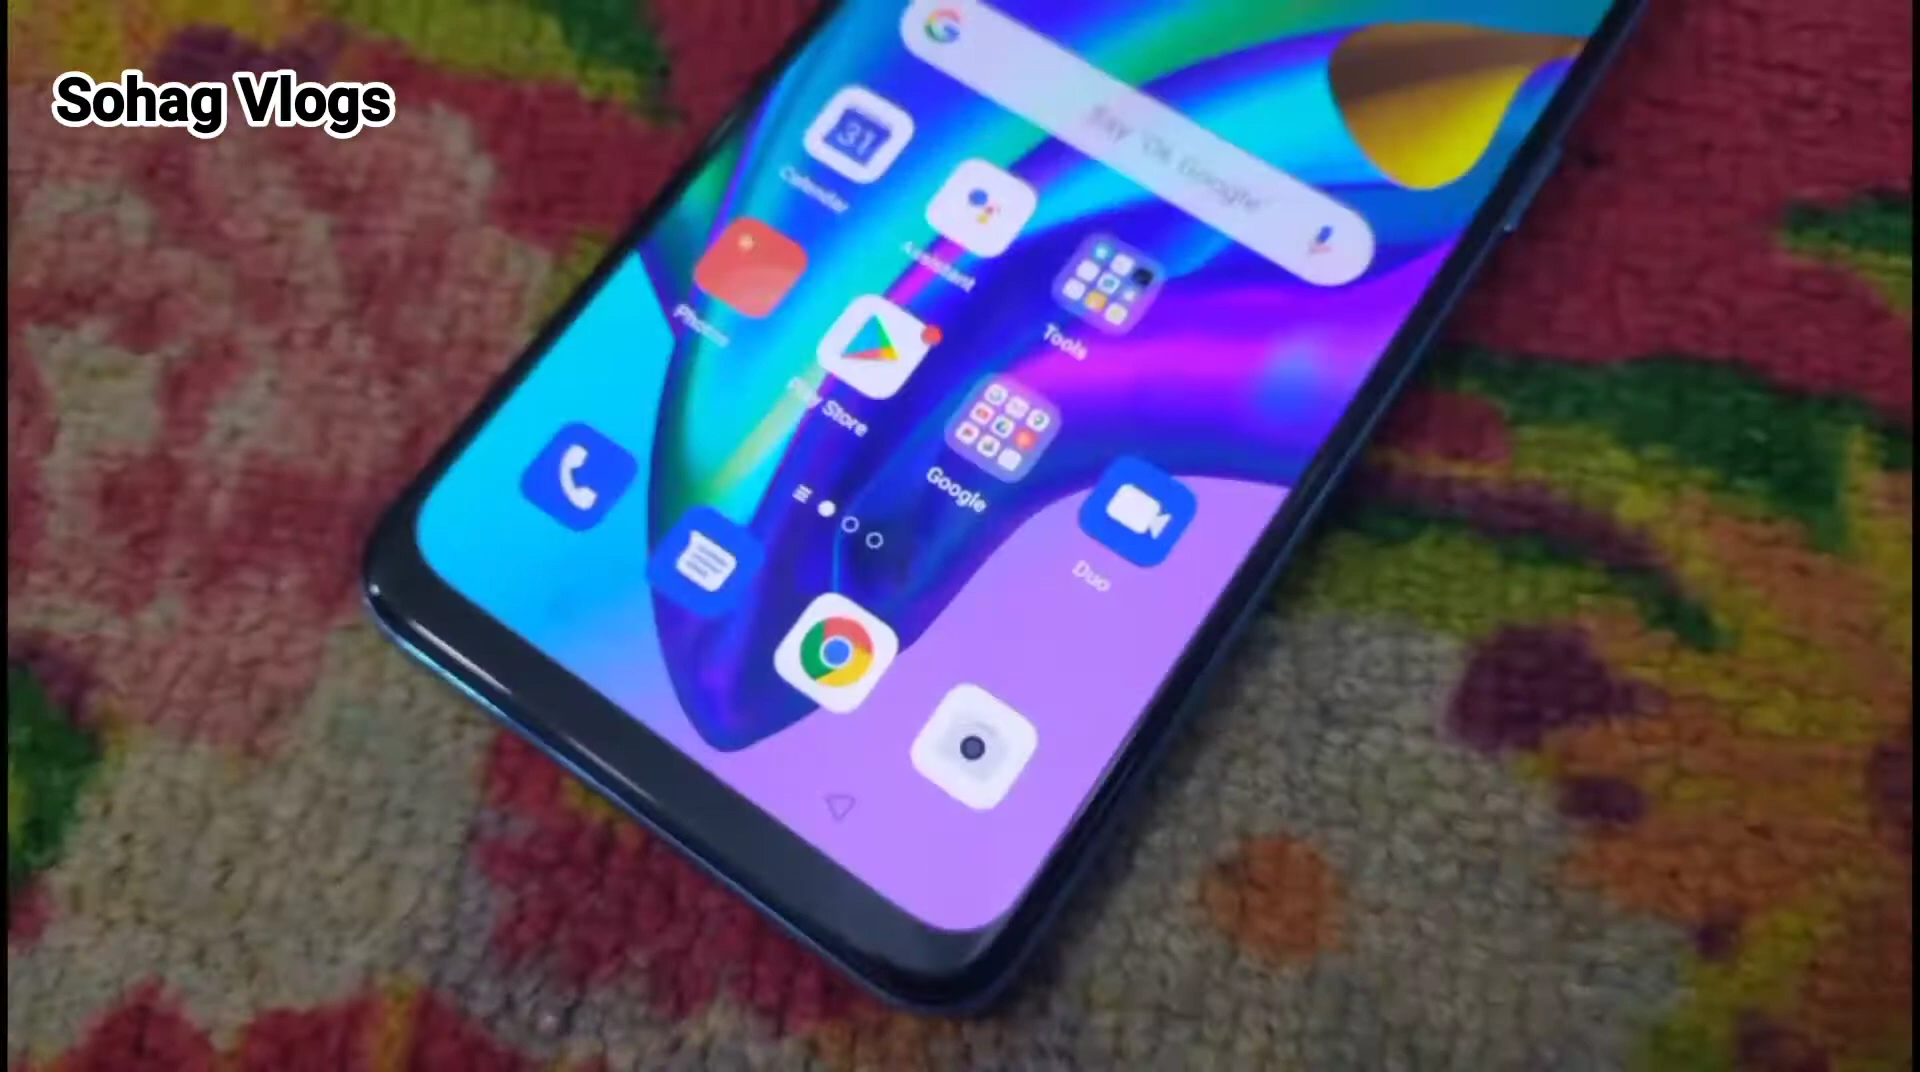 Sohag Vlogs
G
Say "Ok Google"
31
Calendar
Assistant
Tools
Photos
Play Store
Google
Duo